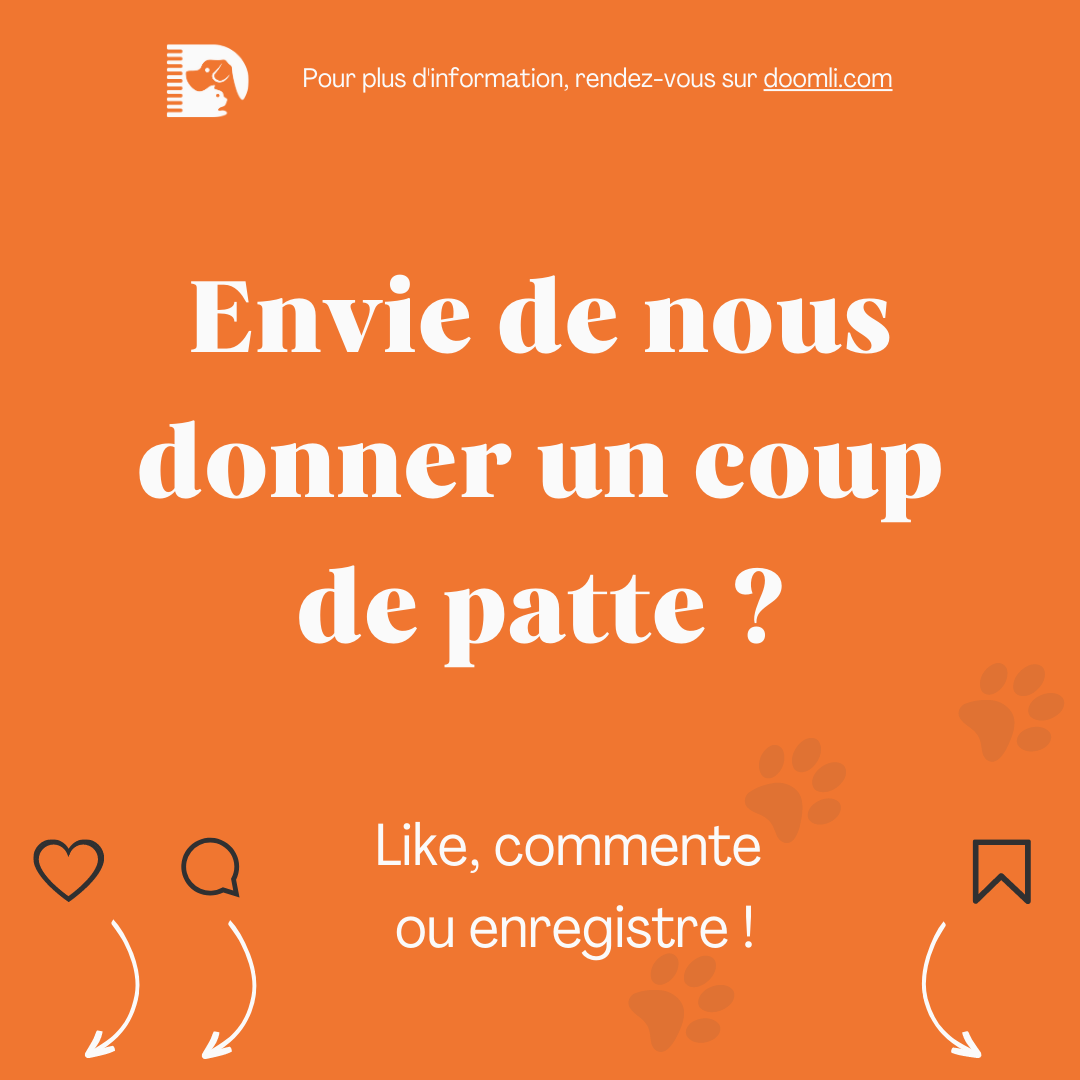 Pour plus d'information, rendez-vous sur doomli.com
Envie de nous
donner un coup
de patte ?
Like, commente
ou enregistre !